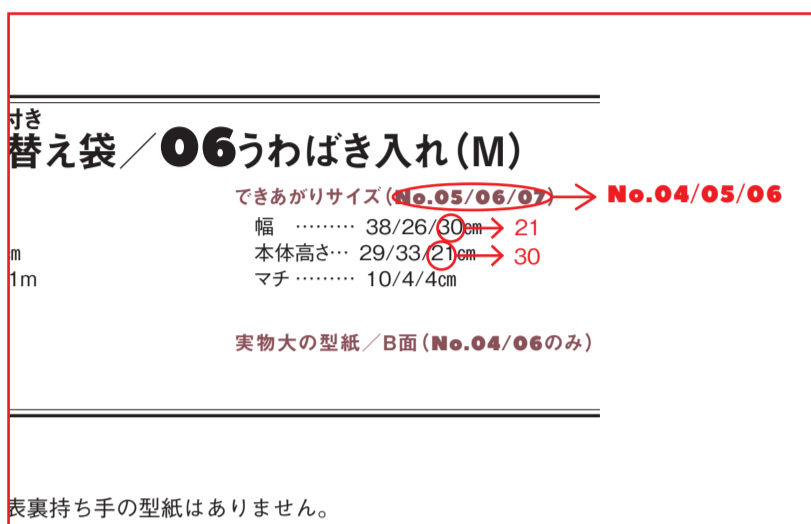 付き
替え袋／06うわばき入れ(M)
できあがりサイズ(No.05/06/07) No.04/05/06
幅 ……… 38/26/30cm 21
m 本体高さ… 29/33/21cm 30
1m マチ……… 10/4/4cm
実物大の型紙／B面(No.04/06のみ)
表裏持ち手の型紙はありません。